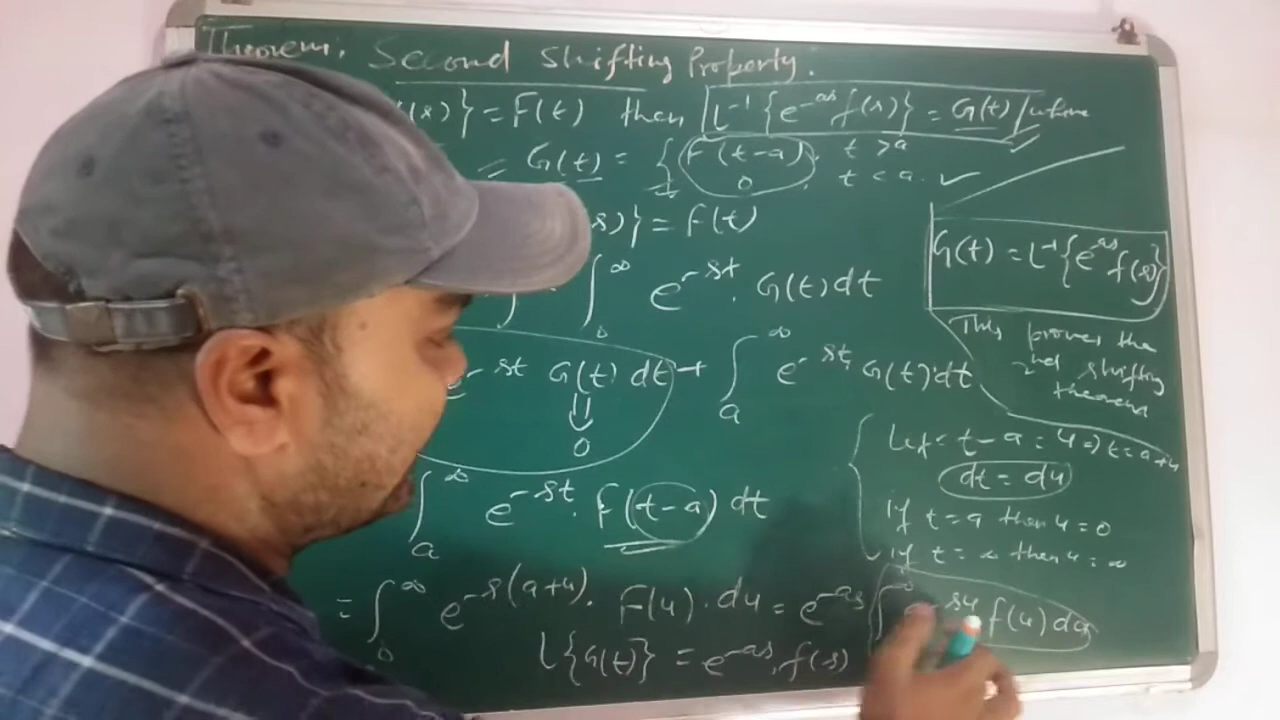 Theorem. Second Shifting Property.
(s)} = F(t) then L⁻¹{e^-as f(s)} = G(t) where
= G(t) = { F(t-a), t > a
0, t < a. ✓
s)} = F(t)
∫₀^∞ e^-st. G(t) dt
G(t) = L⁻¹{e^-as f(s)}
e^-st G(t) dt + ∫ₐ^∞ e^-st. G(t) dt
⇓
0
This proves the
2nd shifting
theorem
∫ₐ^∞ e^-st. F(t-a) dt
Let t-a = u ⇒ t = a+u
dt = du
if t = a then u = 0
if t = ∞ then u = ∞
= ∫₀^∞ e^-s(a+u). F(u). du = e^-as ∫ ^∞ su f(u) du
L{G(t)} = e^-as. f(s)